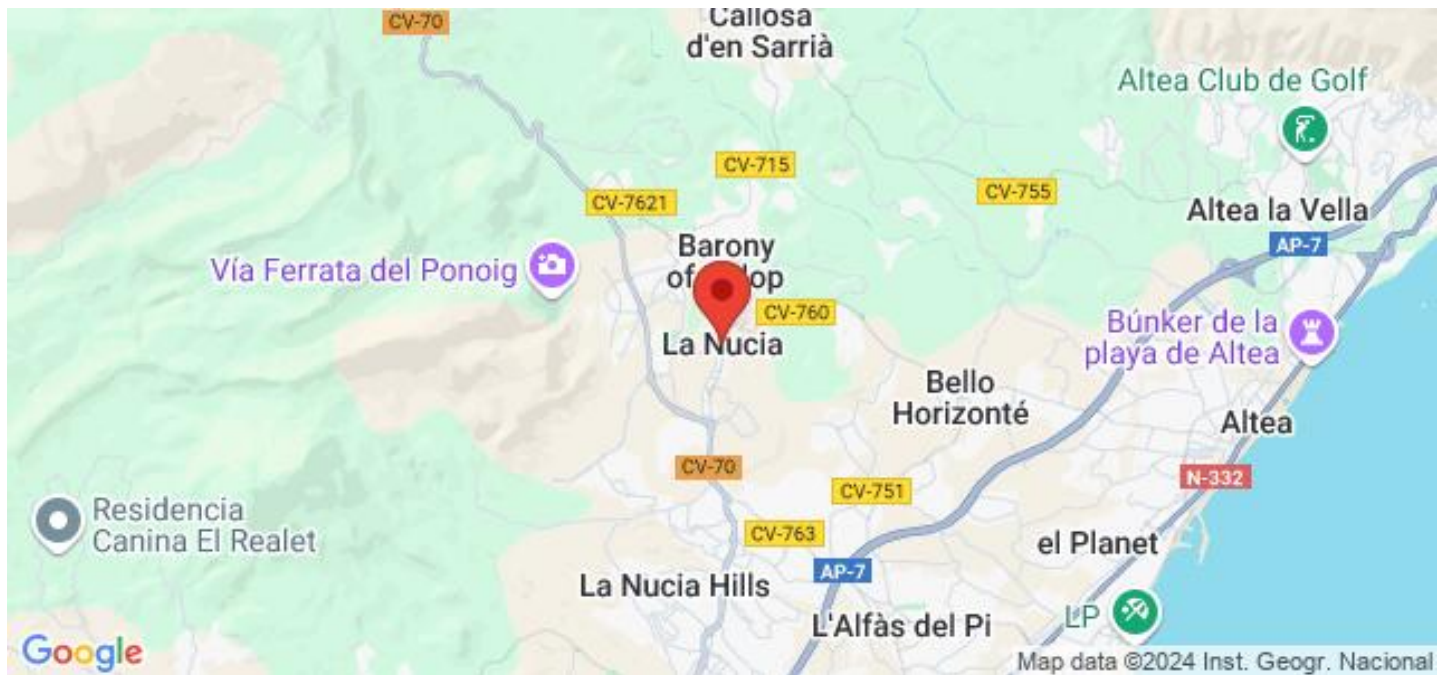 CV-70
Callosa
d'en Sarrià
Altea Club de Golf
CV-715
CV-755
CV-7621
Altea la Vella
AP-7
Barony
Vía Ferrata del Ponoig
CV-760
La Nucia
Búnker de la
playa de Altea
Bello
Horizonté
Altea
CV-70
N-332
CV-751
Residencia
Canina El Realet
CV-763
el Planet
AP-7
La Nucia Hills
LP
L'Alfàs del Pi
Google
Map data ©2024 Inst. Geogr. Nacional